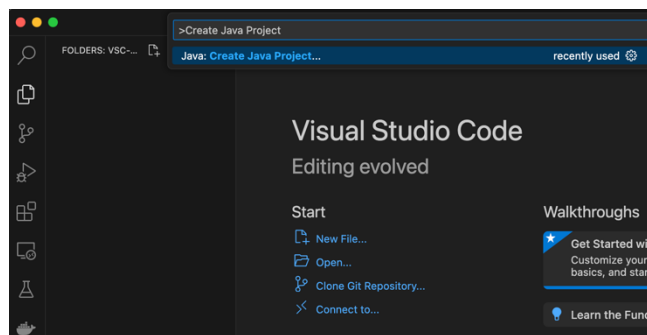 >Create Java Project
FOLDERS: VSC-...
Java: Create Java Project...
recently used
Visual Studio Code
Editing evolved
Start
New File...
Open...
Clone Git Repository...
Connect to...
Walkthroughs
Get Started wi
Customize your
basics, and star
Learn the Fund